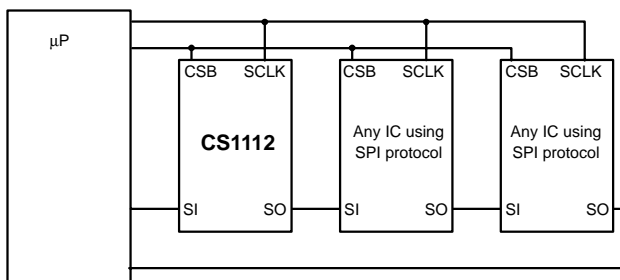 µP
CSB SCLK
CS1112
SI SO
CSB SCLK
Any IC using
SPI protocol
SI SO
CSB SCLK
Any IC using
SPI protocol
SI SO